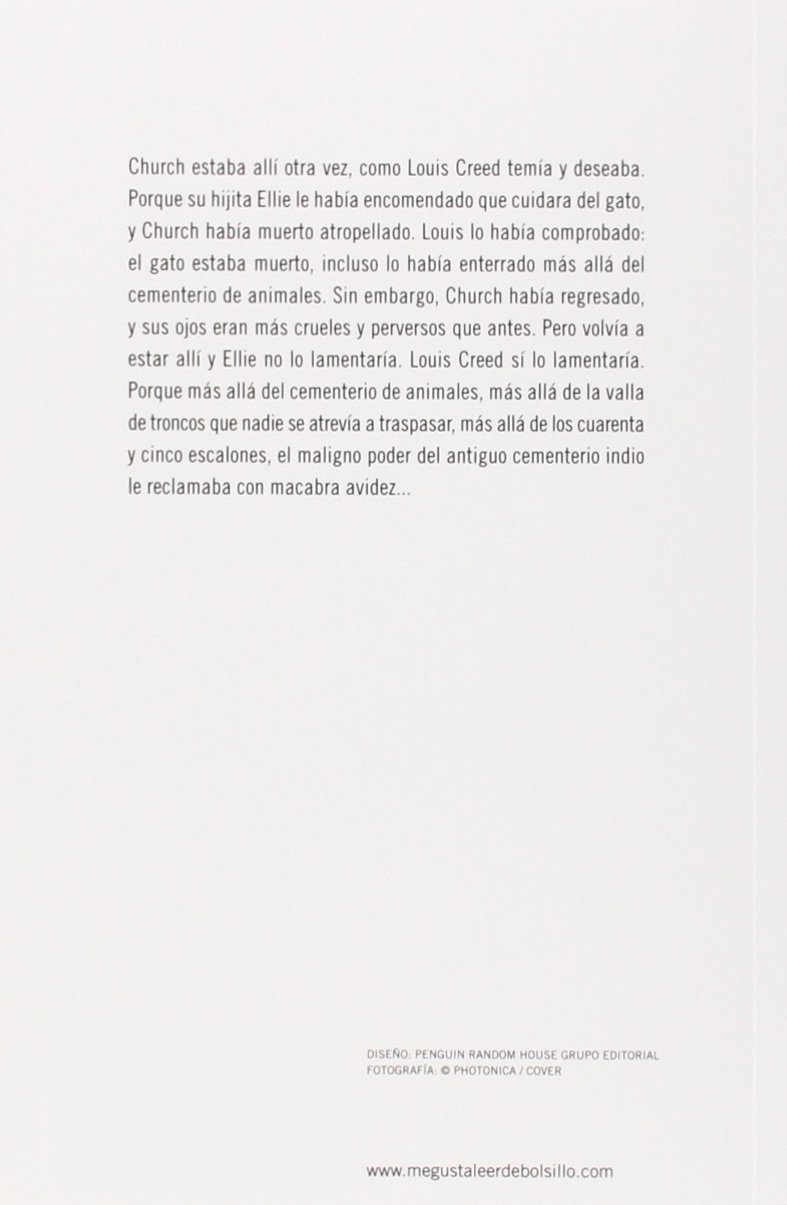 Church estaba allí otra vez, como Louis Creed temía y deseaba.
Porque su hijita Ellie le había encomendado que cuidara del gato,
y Church había muerto atropellado. Louis lo había comprobado:
el gato estaba muerto, incluso lo había enterrado más allá del
cementerio de animales. Sin embargo, Church había regresado,
y sus ojos eran más crueles y perversos que antes. Pero volvía a
estar allí y Ellie no lo lamentaría. Louis Creed sí lo lamentaría.
Porque más allá del cementerio de animales, más allá de la valla
de troncos que nadie se atrevía a traspasar, más allá de los cuarenta
y cinco escalones, el maligno poder del antiguo cementerio indio
le reclamaba con macabra avidez...
DISEÑO: PENGUIN RANDOM HOUSE GRUPO EDITORIAL
FOTOGRAFÍA: © PHOTONICA / COVER
www.megustaleerdebolsillo.com